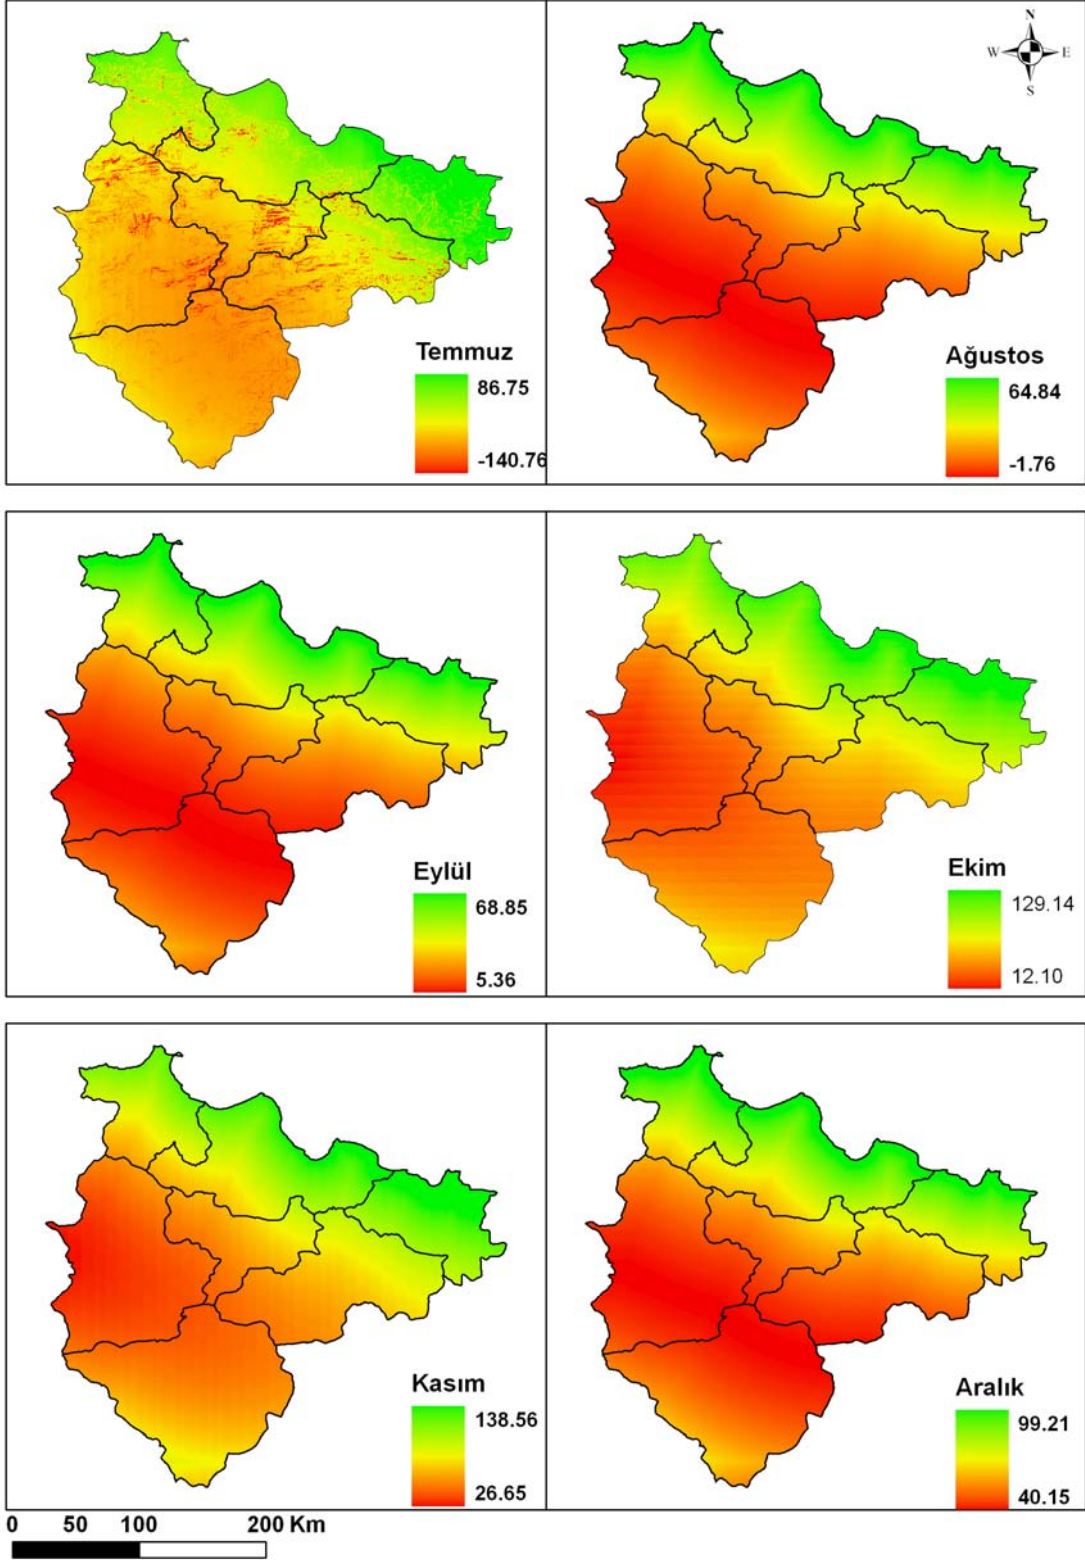 N
W E
S
Temmuz
86.75
-140.76
Ağustos
64.84
-1.76
Eylül
68.85
5.36
Ekim
129.14
12.10
Kasım
138.56
26.65
Aralık
99.21
40.15
0 50 100 200 Km